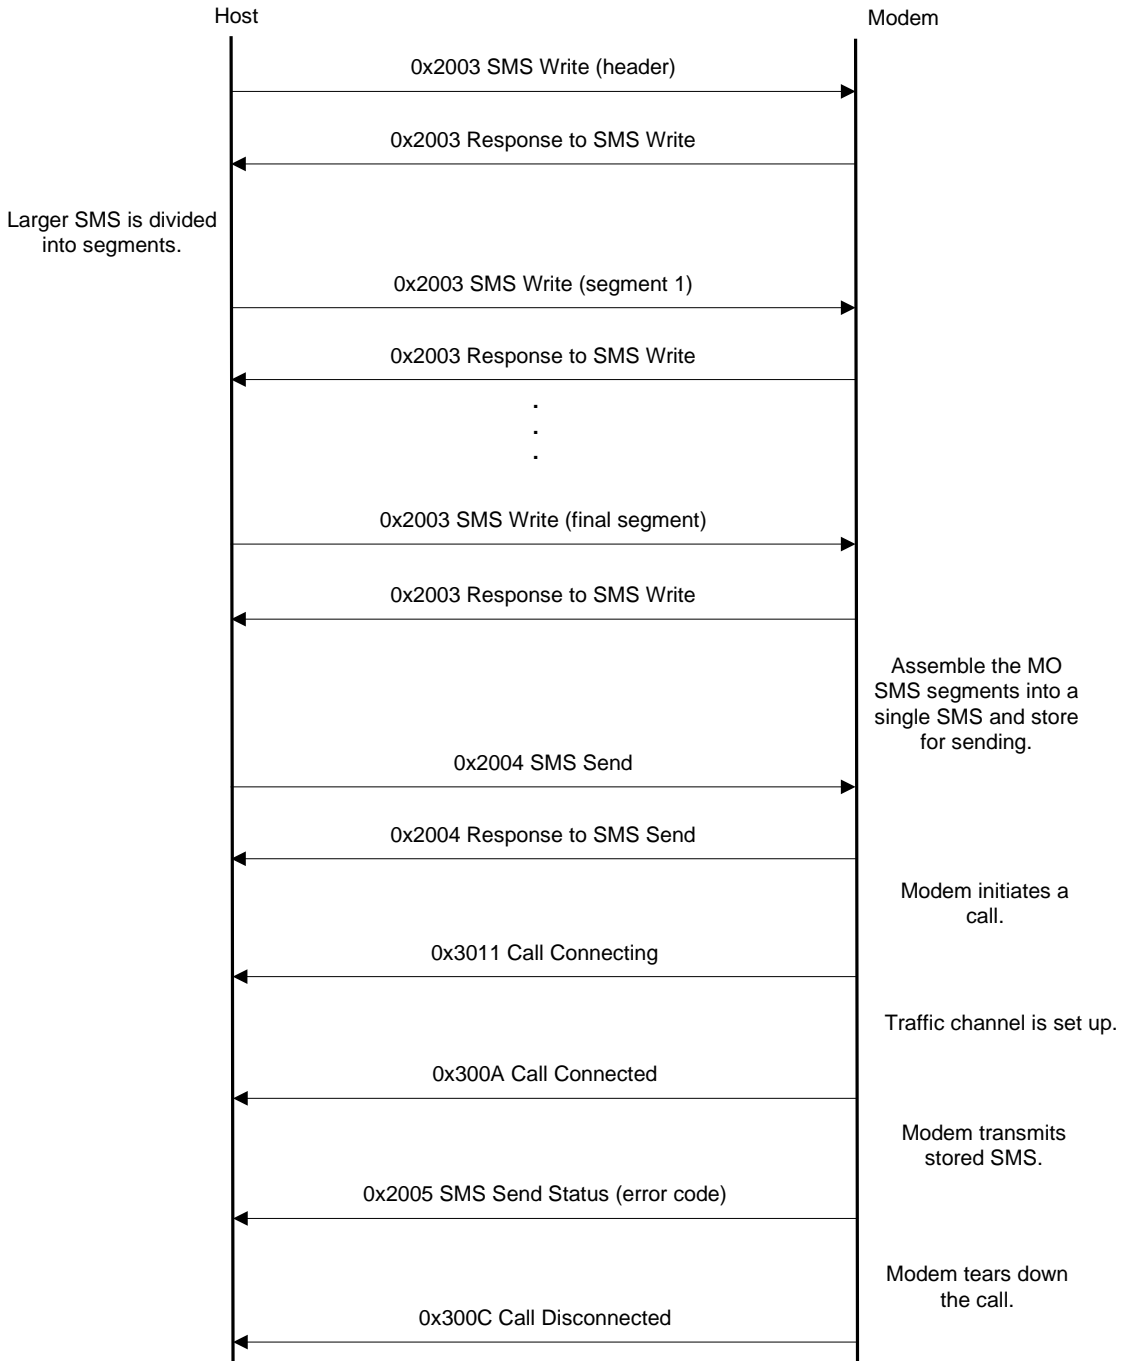 Host
Modem
0x2003 SMS Write (header)
0x2003 Response to SMS Write
Larger SMS is divided
into segments.
0x2003 SMS Write (segment 1)
0x2003 Response to SMS Write
.
.
.
0x2003 SMS Write (final segment)
0x2003 Response to SMS Write
Assemble the MO
SMS segments into a
single SMS and store
for sending.
0x2004 SMS Send
0x2004 Response to SMS Send
Modem initiates a
call.
0x3011 Call Connecting
Traffic channel is set up.
0x300A Call Connected
Modem transmits
stored SMS.
0x2005 SMS Send Status (error code)
Modem tears down
the call.
0x300C Call Disconnected